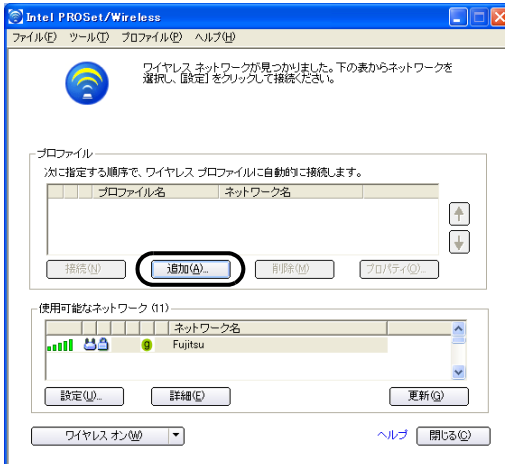 Intel PROSet/Wireless
ファイル(F) ツール(T) プロファイル(P) ヘルプ(H)
ワイヤレス ネットワークが見つかりました。下の表からネットワークを
選択し、[設定] をクリックして接続ください。
プロファイル
次に指定する順序で、ワイヤレス プロファイルに自動的に接続します。
プロファイル名 ネットワーク名
接続(N) 追加(A)... 削除(M) プロパティ(O)...
使用可能なネットワーク (11)
ネットワーク名
g Fujitsu
設定(U)... 詳細(E) 更新(G)
ワイヤレス オン(W) ヘルプ 閉じる(C)